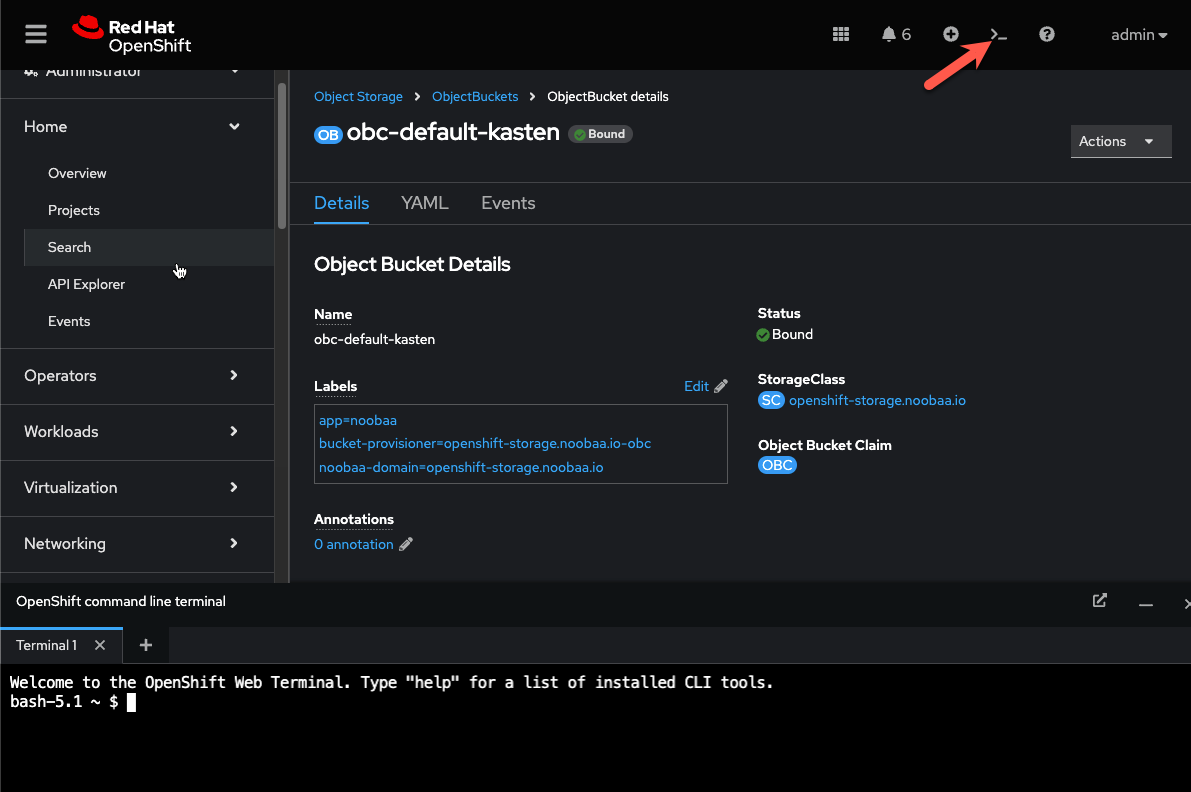 Red Hat
OpenShift
6
admin
Administrator
Home
Overview
Projects
Search
API Explorer
Events
Operators
Workloads
Virtualization
Networking
Object Storage > ObjectBuckets > ObjectBucket details
OB obc-default-kasten Bound
Actions
Details YAML Events
Object Bucket Details
Name
obc-default-kasten
Labels
Edit
app=noobaa
bucket-provisioner=openshift-storage.noobaa.io-obc
noobaa-domain=openshift-storage.noobaa.io
Annotations
0 annotation
Status
Bound
StorageClass
SC openshift-storage.noobaa.io
Object Bucket Claim
OBC
OpenShift command line terminal
Terminal 1
Welcome to the OpenShift Web Terminal. Type "help" for a list of installed CLI tools.
bash-5.1 ~ $